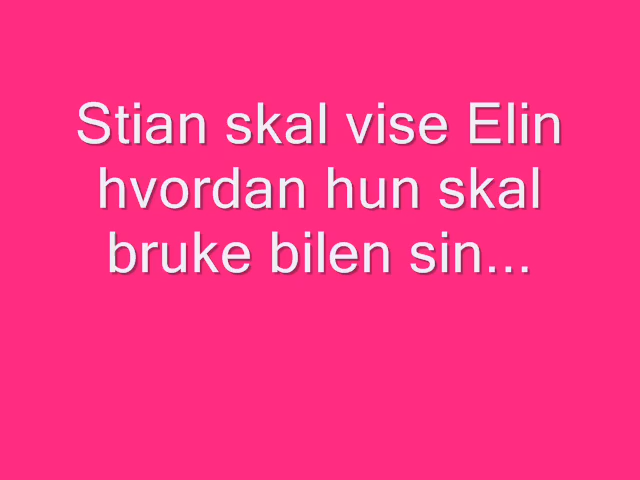 Stian skal vise Elin
hvordan hun skal
bruke bilen sin...